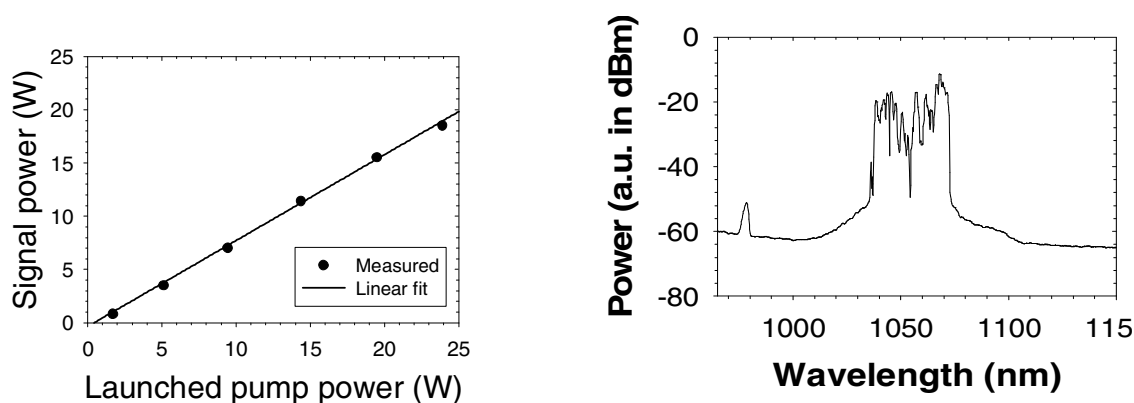 25
20
15
10
5
0
0 5 10 15 20 25
Signal power (W)
Launched pump power (W)
Measured
Linear fit
0
-20
-40
-60
-80
1000 1050 1100 115
Power (a.u. in dBm)
Wavelength (nm)